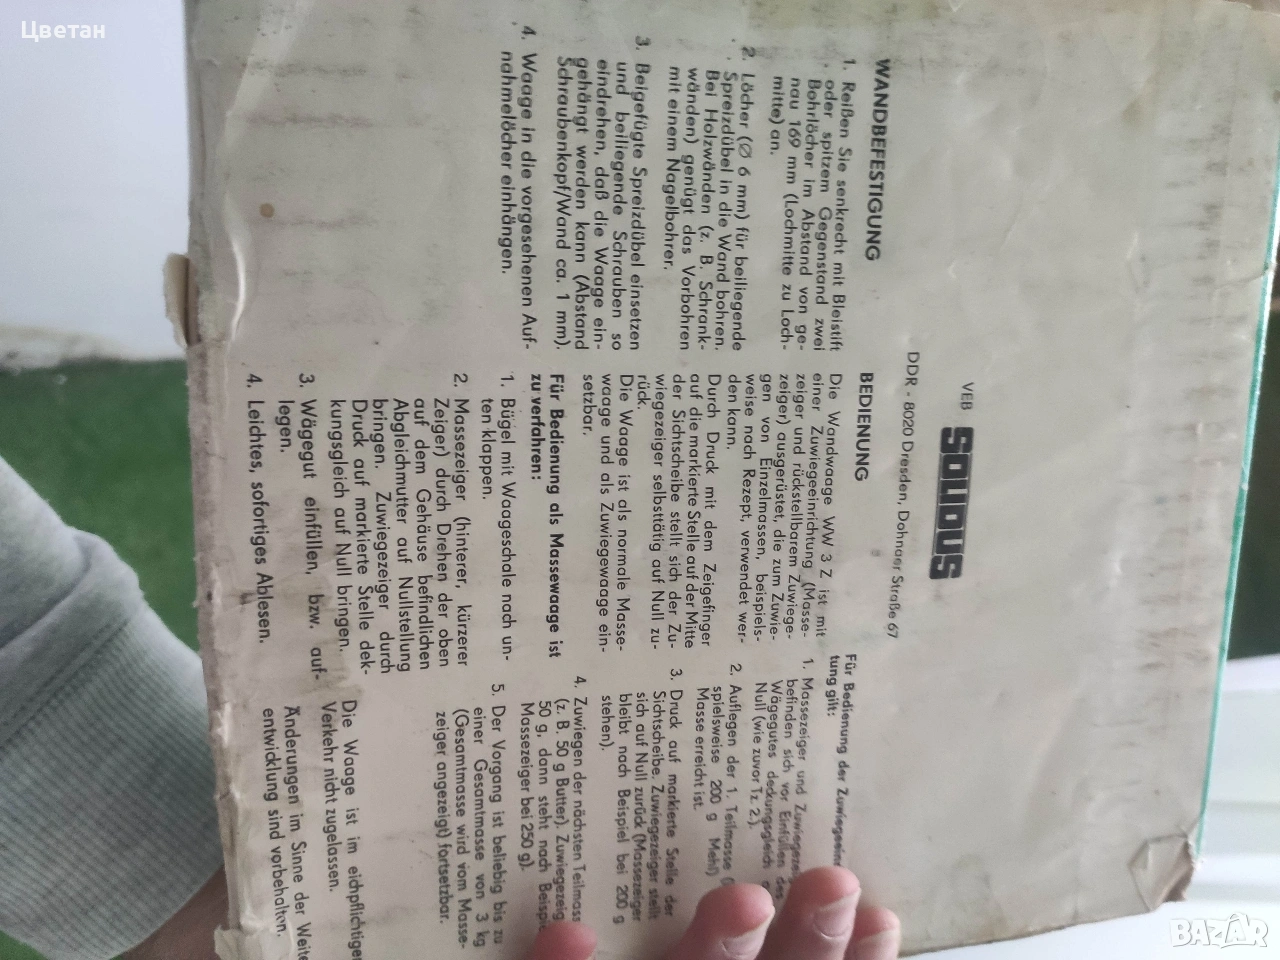 Цветан
VEB SOLIDUS
DDR - 8020 Dresden, Dohnaer Straße 67
WANDBEFESTIGUNG
1. Reißen Sie senkrecht mit Bleistift
oder spitzem Gegenstand zwei
Bohrlöcher im Abstand von ge-
nau 169 mm (Lochmitte zu Loch-
mitte) an.
2. Löcher (Ø 6 mm) für beiliegende
Spreizdübel in die Wand bohren.
Bei Holzwänden (z. B. Schrank-
wänden) genügt das Vorbohren
mit einem Nagelbohrer.
3. Beigefügte Spreizdübel einsetzen
und beiliegende Schrauben so
eindrehen, daß die Waage ein-
gehängt werden kann (Abstand
Schraubenkopf/Wand ca. 1 mm).
4. Waage in die vorgesehenen Auf-
nahmelöcher einhängen.
BEDIENUNG
Die Wandwaage WW 3 Z ist mit
einer Zuwiegeeinrichtung (Masse-
zeiger und rückstellbarem Zuwiege-
zeiger) ausgerüstet, die zum Zuwie-
gen von Einzelmassen, beispiels-
weise nach Rezept, verwendet wer-
den kann.
Durch Druck mit dem Zeigefinger
auf die markierte Stelle auf der Mitte
der Sichtscheibe stellt sich der Zu-
wiegezeiger selbsttätig auf Null zu-
rück.
Die Waage ist als normale Masse-
waage und als Zuwiegewaage ein-
setzbar.
Für Bedienung als Massewaage ist
zu verfahren:
1. Bügel mit Waageschale nach un-
ten klappen.
2. Massezeiger (hinterer, kürzerer
Zeiger) durch Drehen der oben
auf dem Gehäuse befindlichen
Abgleichmutter auf Nullstellung
bringen. Zuwiegezeiger durch
Druck auf markierte Stelle dek-
kungsgleich auf Null bringen.
3. Wägegut einfüllen, bzw. auf-
legen.
4. Leichtes, sofortiges Ablesen.
Für Bedienung der
tung gilt:
1. Massezeiger und
befinden sich vor Einfüllen des
Wägegutes deckungsgleich
Null (wie zuvor Tz. 2.).
2. Auflegen der 1. Teilmasse
spielsweise 200 g Mehl)
Masse erreicht ist.
3. Druck auf markierte Stelle der
Sichtscheibe. Zuwiegezeiger stellt
sich auf Null zurück (Massezeiger
bleibt nach Beispiel bei 200 g
stehen).
4. Zuwiegen der nächsten Teilmass
(z. B. 50 g Butter). Zuwiegezeig
50 g, dann steht nach Beispi
Massezeiger bei 250 g).
5. Der Vorgang ist beliebig bis zu
einer Gesamtmasse von 3 kg
(Gesamtmasse wird vom Masse-
zeiger angezeigt) fortsetzbar.
Die Waage ist im eichpflichtigen
Verkehr nicht zugelassen.
Änderungen im Sinne der Weite
entwicklung sind vorbehalten.
BAZAR